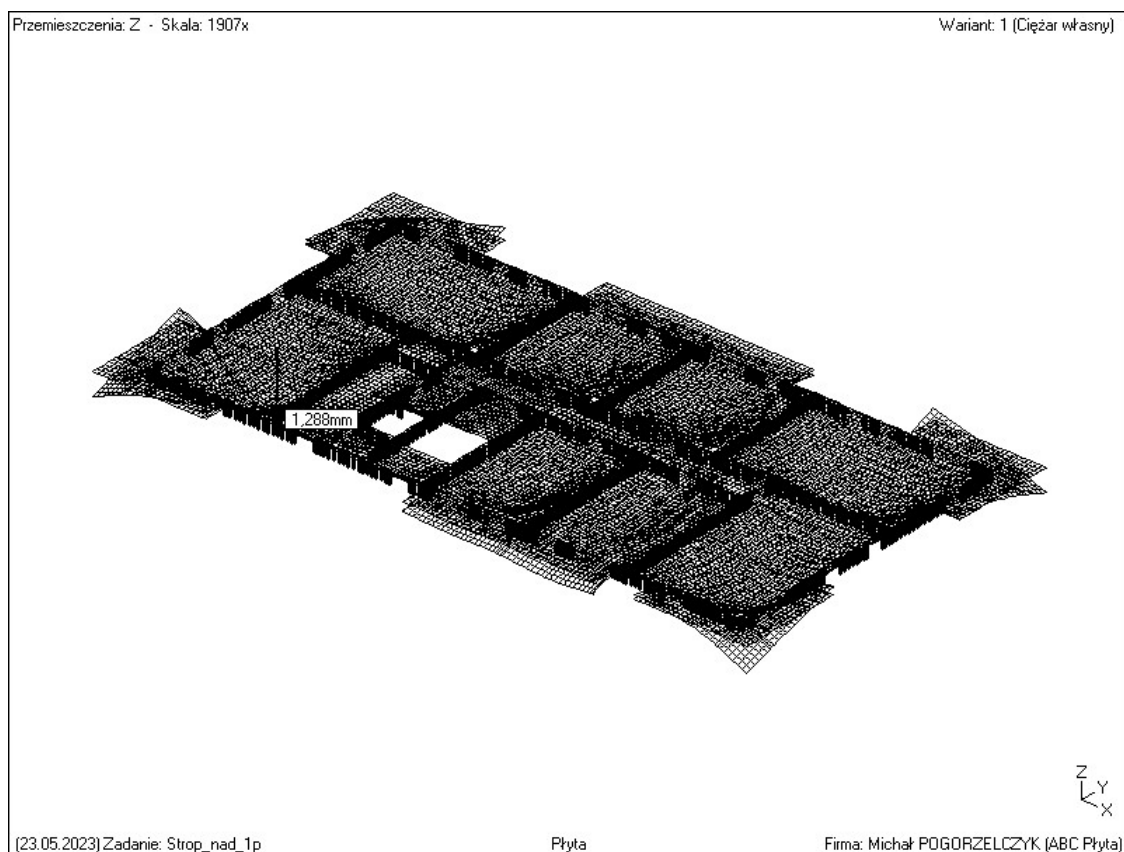 Przemieszczenia: Z - Skala: 1907x
Wariant: 1 (Ciężar własny)
1,288mm
Z
Y
X
(23.05.2023) Zadanie: Strop_nad_1p
Płyta
Firma: Michał POGORZELCZYK (ABC Płyta)